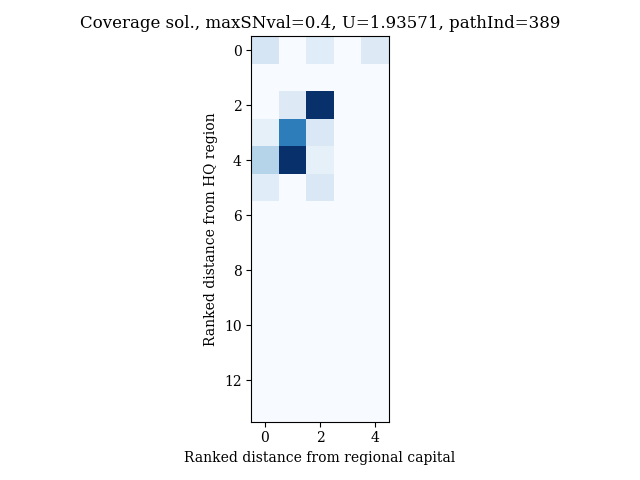 Coverage sol., maxSNval=0.4, U=1.93571, pathInd=389
0
2
4
6
8
10
12
Ranked distance from HQ region
0 2 4
Ranked distance from regional capital